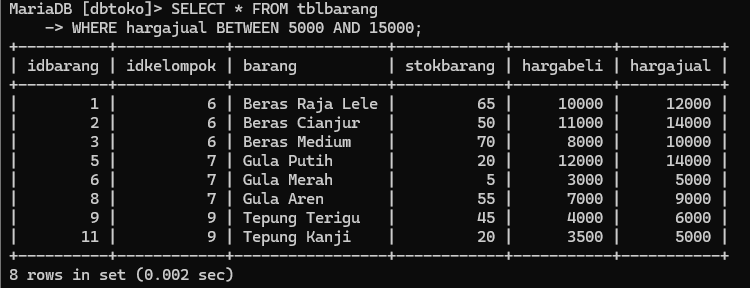 MariaDB [dbtoko]> SELECT * FROM tblbarang
    -> WHERE hargajual BETWEEN 5000 AND 15000;
+----------+------------+-----------------+------------+-----------+-----------+
| idbarang | idkelompok | barang          | stokbarang | hargabeli | hargajual |
+----------+------------+-----------------+------------+-----------+-----------+
|        1 |          6 | Beras Raja Lele |         65 |     10000 |     12000 |
|        2 |          6 | Beras Cianjur   |         50 |     11000 |     14000 |
|        3 |          6 | Beras Medium    |         70 |      8000 |     10000 |
|        5 |          7 | Gula Putih      |         20 |     12000 |     14000 |
|        6 |          7 | Gula Merah      |          5 |      3000 |      5000 |
|        8 |          7 | Gula Aren       |         55 |      7000 |      9000 |
|        9 |          9 | Tepung Terigu   |         45 |      4000 |      6000 |
|       11 |          9 | Tepung Kanji    |         20 |      3500 |      5000 |
+----------+------------+-----------------+------------+-----------+-----------+
8 rows in set (0.002 sec)